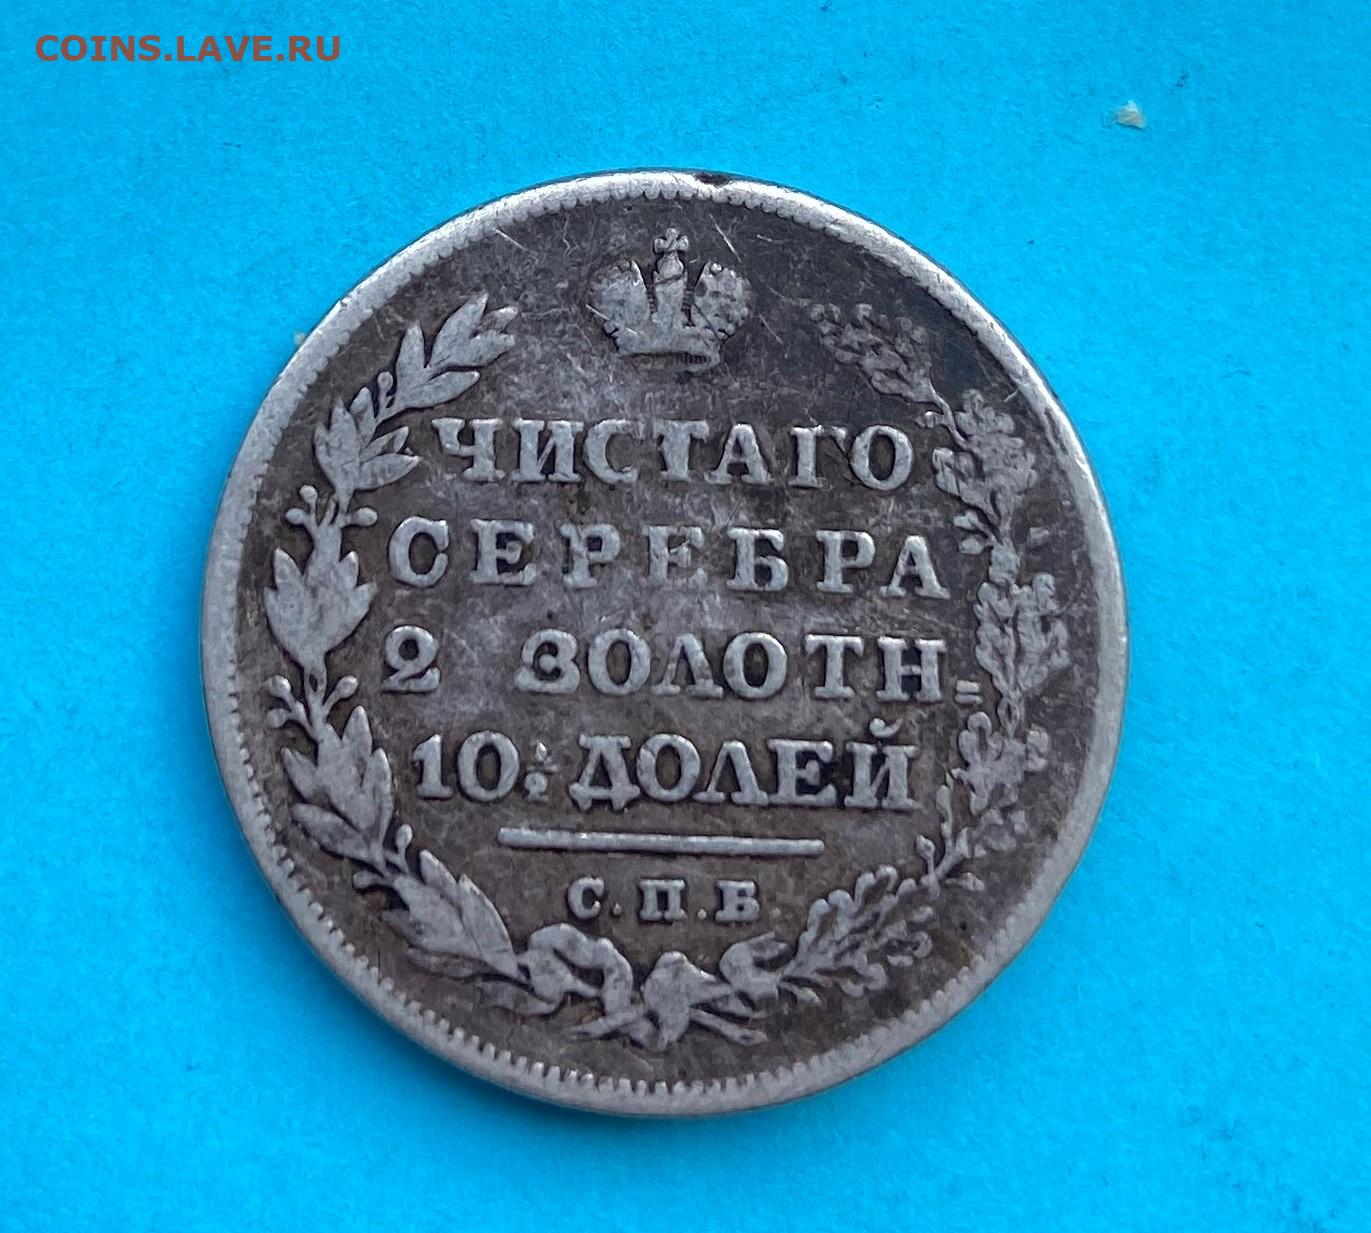 COINS.LAVE.RU
ЧИСТАГО
СЕРЕБРА
2 ЗОЛОТН=
10½ ДОЛЕЙ
С.П.Б.